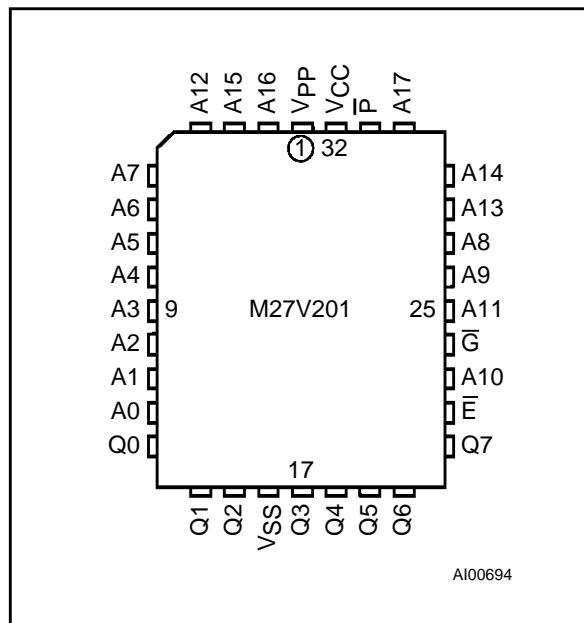 A12 A15 A16 VPP VCC P̅ A17
1 32
A7 A14
A6 A13
A5 A8
A4 A9
A3 9 M27V201 25 A11
A2 G̅
A1 A10
A0 E̅
Q0 Q7
17
Q1 Q2 VSS Q3 Q4 Q5 Q6
AI00694